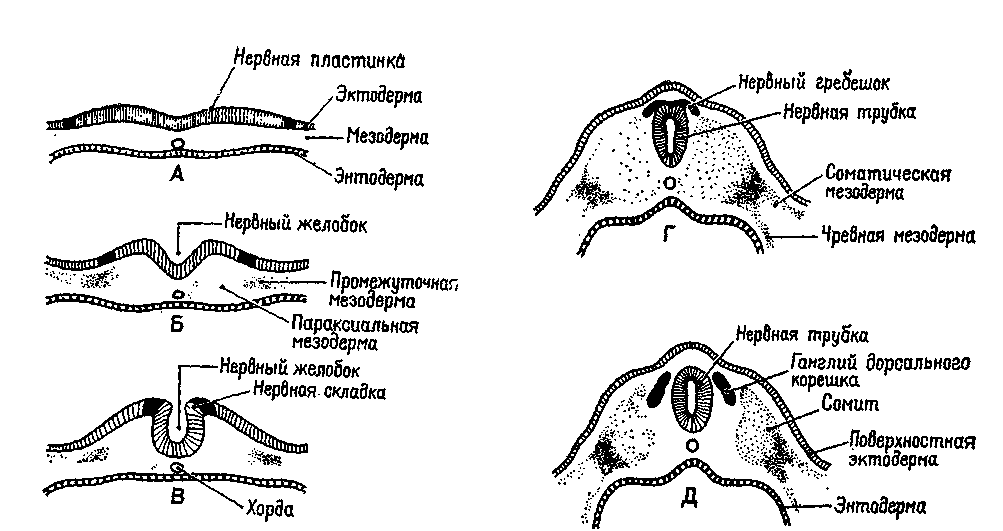 Нервная пластинка
Эктодерма
Мезодерма
Энтодерма
А
Нервный желобок
Промежуточная
мезодерма
Параксиальная
мезодерма
Б
Нервный желобок
Нервная складка
Хорда
В
Нервный гребешок
Нервная трубка
Соматическая
мезодерма
Чревная мезодерма
Г
Нервная трубка
Ганглий дорсального
корешка
Сомит
Поверхностная
эктодерма
Энтодерма
Д